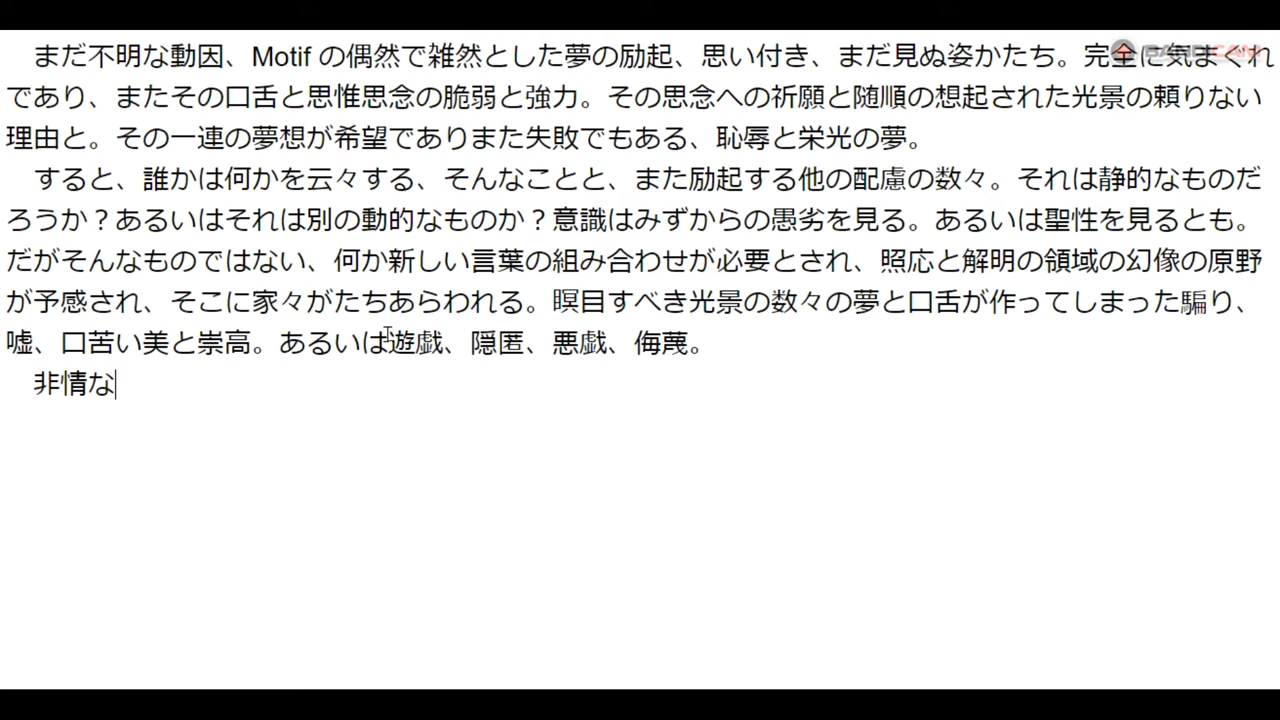 まだ不明な動因、Motif の偶然で雑然とした夢の励起、思い付き、まだ見ぬ姿かたち。完全に気まぐれ
であり、またその口舌と思惟思念の脆弱と強力。その思念への祈願と随順の想起された光景の頼りない
理由と。その一連の夢想が希望でありまた失敗でもある、恥辱と栄光の夢。
すると、誰かは何かを云々する、そんなことと、また励起する他の配慮の数々。それは静的なものだ
ろうか？あるいはそれは別の動的なものか？意識はみずからの愚劣を見る。あるいは聖性を見るとも。
だがそんなものではない、何か新しい言葉の組み合わせが必要とされ、照応と解明の領域の幻像の原野
が予感され、そこに家々がたちあらわれる。瞑目すべき光景の数々の夢と口舌が作ってしまった騙り、
嘘、口苦い美と崇高。あるいは遊戯、隠匿、悪戯、侮蔑。
非情な
BANDICAM